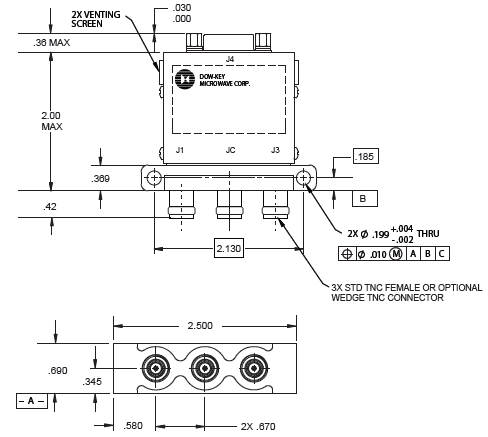 2X VENTING
SCREEN
.030
.000
.36 MAX
J4
DOW-KEY
MICROWAVE CORP.
2.00
MAX
J1 JC J3
.185
.369
B
.42
2X Ø .199 +.004 -.002 THRU
2.130
⌖ Ø .010 Ⓜ A B C
3X STD TNC FEMALE OR OPTIONAL
WEDGE TNC CONNECTOR
2.500
.690
.345
- A -
.580
2X .670